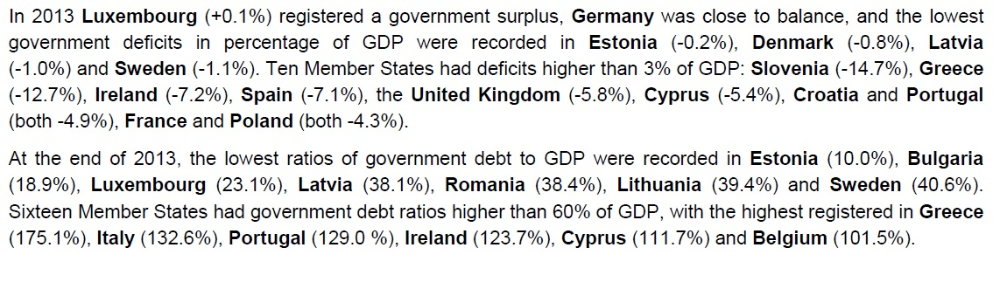 In 2013 Luxembourg (+0.1%) registered a government surplus, Germany was close to balance, and the lowest
government deficits in percentage of GDP were recorded in Estonia (-0.2%), Denmark (-0.8%), Latvia
(-1.0%) and Sweden (-1.1%). Ten Member States had deficits higher than 3% of GDP: Slovenia (-14.7%), Greece
(-12.7%), Ireland (-7.2%), Spain (-7.1%), the United Kingdom (-5.8%), Cyprus (-5.4%), Croatia and Portugal
(both -4.9%), France and Poland (both -4.3%).
At the end of 2013, the lowest ratios of government debt to GDP were recorded in Estonia (10.0%), Bulgaria
(18.9%), Luxembourg (23.1%), Latvia (38.1%), Romania (38.4%), Lithuania (39.4%) and Sweden (40.6%).
Sixteen Member States had government debt ratios higher than 60% of GDP, with the highest registered in Greece
(175.1%), Italy (132.6%), Portugal (129.0 %), Ireland (123.7%), Cyprus (111.7%) and Belgium (101.5%).